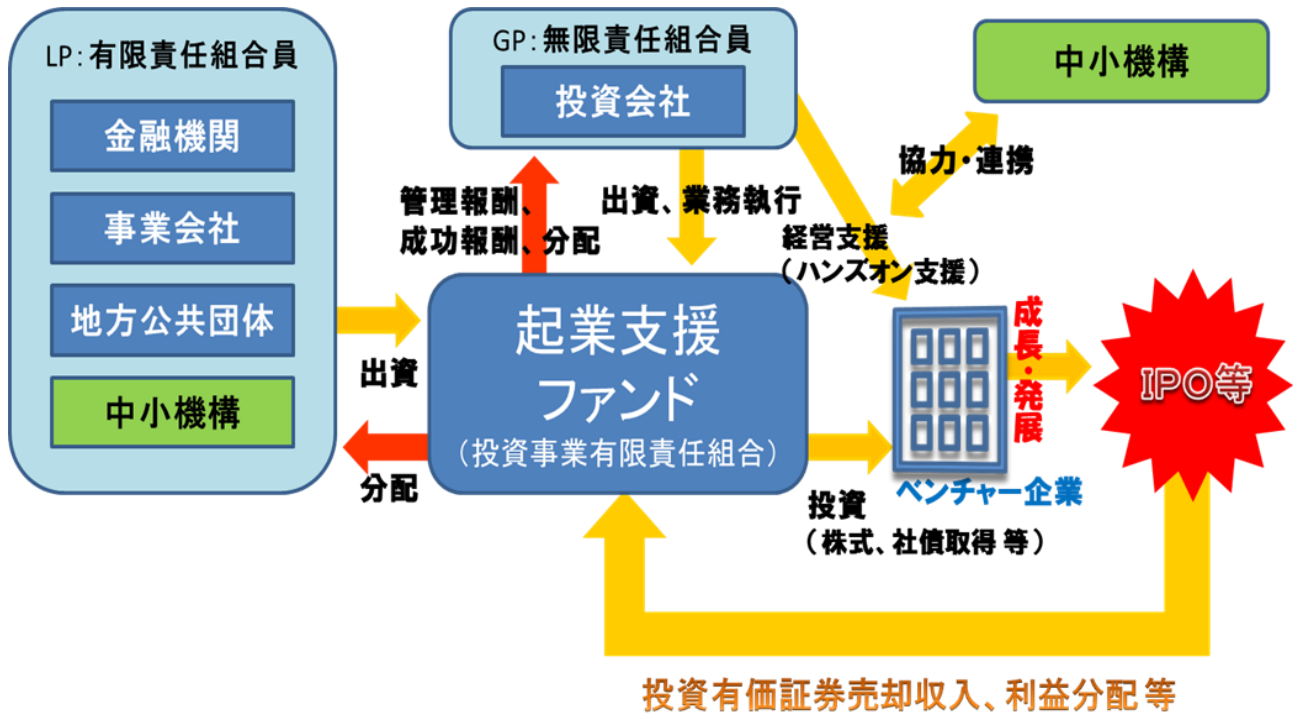 LP：有限責任組合員
金融機関
事業会社
地方公共団体
中小機構
GP：無限責任組合員
投資会社
中小機構
協力・連携
管理報酬、
成功報酬、分配
出資、業務執行
経営支援
（ハンズオン支援）
出資
分配
起業支援
ファンド
（投資事業有限責任組合）
投資
（株式、社債取得 等）
ベンチャー企業
成長・発展
IPO等
投資有価証券売却収入、利益分配 等